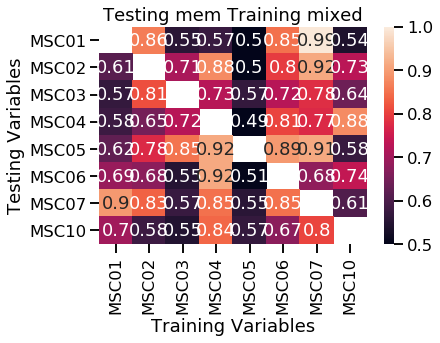 Testing mem Training mixed
MSC01 0.86 0.55 0.57 0.5 0.85 0.99 0.54
MSC02 0.61 0.71 0.88 0.5 0.8 0.92 0.73
MSC03 0.57 0.81 0.73 0.57 0.72 0.78 0.64
MSC04 0.58 0.65 0.72 0.49 0.81 0.77 0.88
MSC05 0.62 0.78 0.85 0.92 0.89 0.91 0.58
MSC06 0.69 0.68 0.55 0.92 0.51 0.68 0.74
MSC07 0.9 0.83 0.57 0.85 0.55 0.85 0.61
MSC10 0.7 0.58 0.55 0.84 0.57 0.67 0.8
MSC01 MSC02 MSC03 MSC04 MSC05 MSC06 MSC07 MSC10
Training Variables
Testing Variables
1.0
0.9
0.8
0.7
0.6
0.5